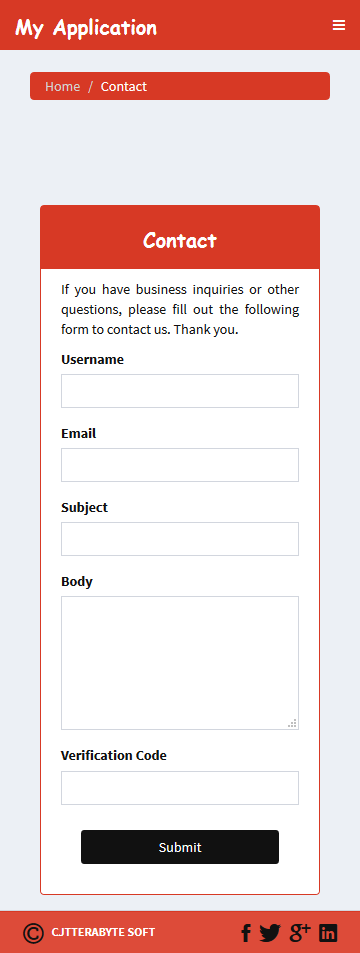 My Application
Home / Contact
Contact
If you have business inquiries or other
questions, please fill out the following
form to contact us. Thank you.
Username
Email
Subject
Body
Verification Code
Submit
© CJTTERABYTE SOFT